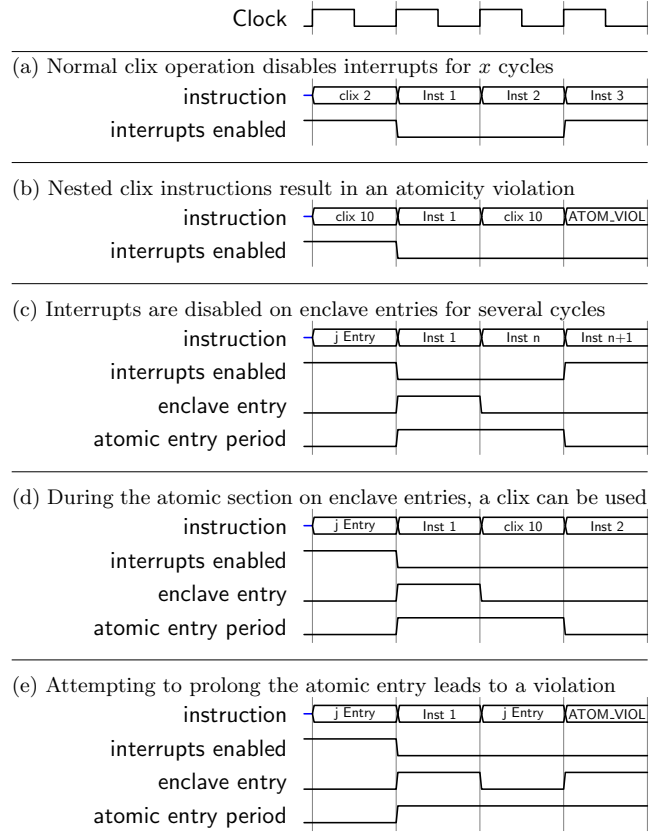 Clock
(a) Normal clix operation disables interrupts for x cycles
instruction clix 2 Inst 1 Inst 2 Inst 3
interrupts enabled
(b) Nested clix instructions result in an atomicity violation
instruction clix 10 Inst 1 clix 10 ATOM_VIOL
interrupts enabled
(c) Interrupts are disabled on enclave entries for several cycles
instruction j Entry Inst 1 Inst n Inst n+1
interrupts enabled
enclave entry
atomic entry period
(d) During the atomic section on enclave entries, a clix can be used
instruction j Entry Inst 1 clix 10 Inst 2
interrupts enabled
enclave entry
atomic entry period
(e) Attempting to prolong the atomic entry leads to a violation
instruction j Entry Inst 1 j Entry ATOM_VIOL
interrupts enabled
enclave entry
atomic entry period